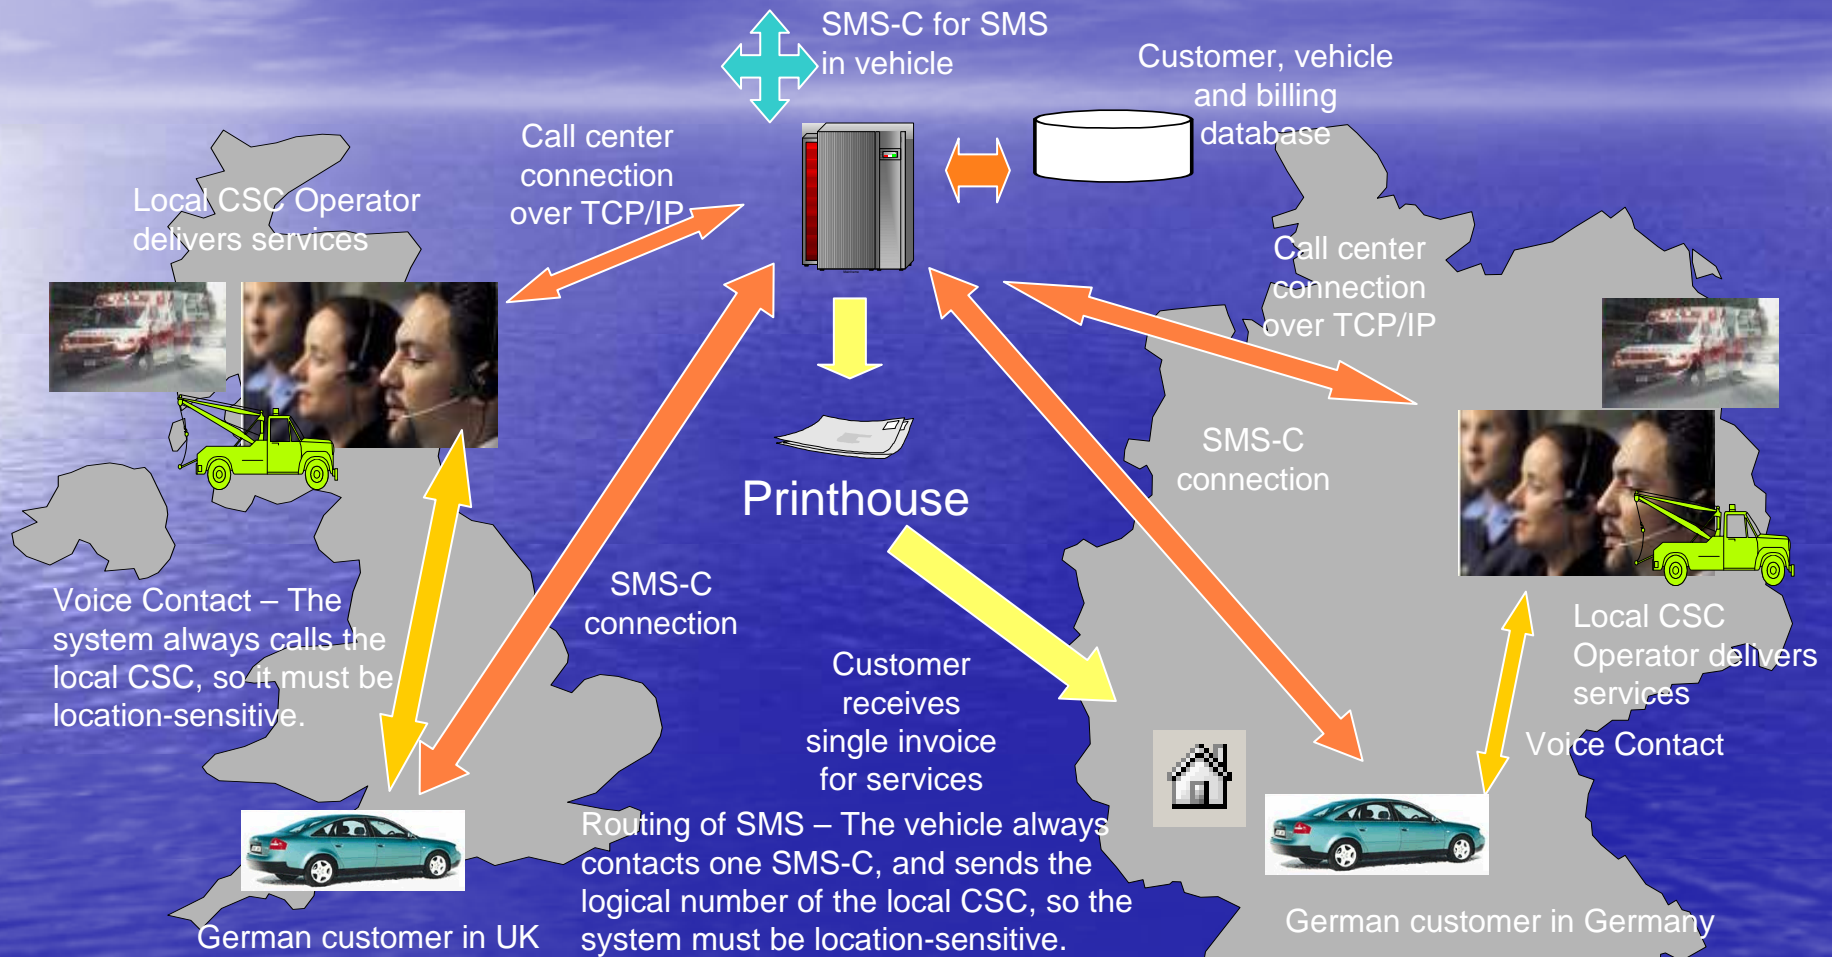 SMS-C for SMS
in vehicle
Customer, vehicle
and billing
database
Call center
connection
over TCP/IP
Local CSC Operator
delivers services
Call center
connection
over TCP/IP
SMS-C
connection
Printhouse
SMS-C
connection
Voice Contact – The
system always calls the
local CSC, so it must be
location-sensitive.
Local CSC
Operator delivers
services
Customer
receives
single invoice
for services
Voice Contact
Routing of SMS – The vehicle always
contacts one SMS-C, and sends the
logical number of the local CSC, so the
system must be location-sensitive.
German customer in UK
German customer in Germany